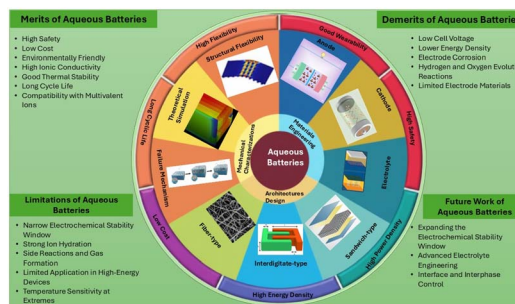 Merits of Aqueous Batteries
• High Safety
• Low Cost
• Environmentally Friendly
• High Ionic Conductivity
• Good Thermal Stability
• Long Cycle Life
• Compatibility with Multivalent
Ions
Demerits of Aqueous Batteries
• Low Cell Voltage
• Lower Energy Density
• Electrode Corrosion
• Hydrogen and Oxygen Evolut
Reactions
• Limited Electrode Materials
High Flexibility
Good Wearability
Long Cyclic Life
High Safety
Low Cost
High Power Density
High Energy Density
Structural Flexibility
Anode
Theoretical
Simulation
Cathode
Failure Mechanism
Electrolyte
Fiber-type
Interdigitate-type
Sandwich-type
Mechanical
Characterizations
Materials
Engineering
Architectures
Design
Aqueous
Batteries
Limitations of Aqueous
Batteries
• Narrow Electrochemical Stability
Window
• Strong Ion Hydration
• Side Reactions and Gas
Formation
• Limited Application in High-Energy
Devices
• Temperature Sensitivity at
Extremes
Future Work of
Aqueous Batteries
• Expanding the
Electrochemical Stability
Window
• Advanced Electrolyte
Engineering
• Interface and Interphase
Control